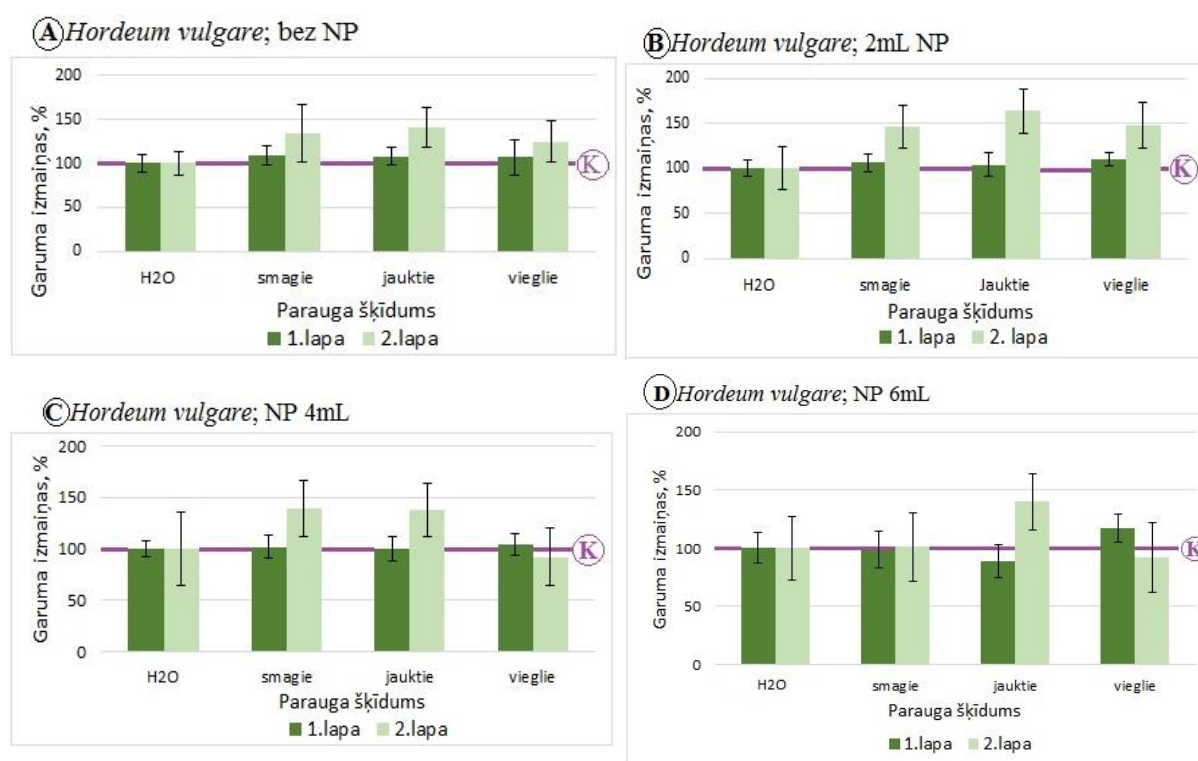 A Hordeum vulgare; bez NP
Garuma izmaiņas, %
200
150
100
50
0
K
H2O smagie jauktie vieglie
Parauga šķīdums
1.lapa 2.lapa
B Hordeum vulgare; 2mL NP
Garuma izmaiņas, %
200
150
100
50
0
K
H2O smagie Jauktie vieglie
Parauga šķīdums
1. lapa 2. lapa
C Hordeum vulgare; NP 4mL
Garuma izmaiņas, %
200
150
100
50
0
K
H2O smagie jauktie vieglie
Parauga šķīdums
1.lapa 2.lapa
D Hordeum vulgare; NP 6mL
Garuma izmaiņas, %
200
150
100
50
0
K
H2O smagie jauktie vieglie
Parauga šķīdums
1.lapa 2.lapa